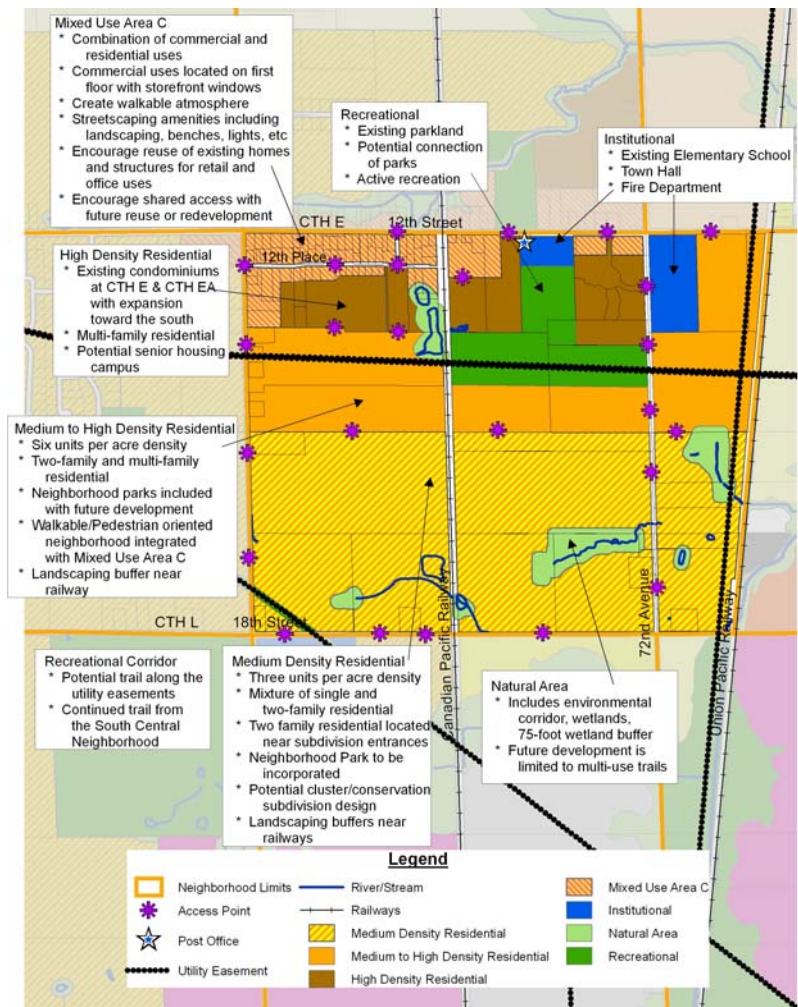 Mixed Use Area C
* Combination of commercial and
residential uses
* Commercial uses located on first
floor with storefront windows
* Create walkable atmosphere
* Streetscaping amenities including
landscaping, benches, lights, etc
* Encourage reuse of existing homes
and structures for retail and
office uses
* Encourage shared access with
future reuse or redevelopment
Recreational
* Existing parkland
* Potential connection
of parks
* Active recreation
Institutional
* Existing Elementary School
* Town Hall
* Fire Department
CTH E
12th Street
12th Place
High Density Residential
* Existing condominiums
at CTH E & CTH EA
with expansion
toward the south
* Multi-family residential
* Potential senior housing
campus
Medium to High Density Residential
* Six units per acre density
* Two-family and multi-family
residential
* Neighborhood parks included
with future development
* Walkable/Pedestrian oriented
neighborhood integrated
with Mixed Use Area C
* Landscaping buffer near
railway
CTH L
18th Street
Canadian Pacific Railway
72nd Avenue
Union Pacific Railway
Recreational Corridor
* Potential trail along the
utility easements
* Continued trail from
the South Central
Neighborhood
Medium Density Residential
* Three units per acre density
* Mixture of single and
two-family residential
* Two family residential located
near subdivision entrances
* Neighborhood Park to be
incorporated
* Potential cluster/conservation
subdivision design
* Landscaping buffers near
railways
Natural Area
* Includes environmental
corridor, wetlands,
75-foot wetland buffer
* Future development is
limited to multi-use trails
Legend
Neighborhood Limits
Access Point
Post Office
Utility Easement
River/Stream
Railways
Medium Density Residential
Medium to High Density Residential
High Density Residential
Mixed Use Area C
Institutional
Natural Area
Recreational